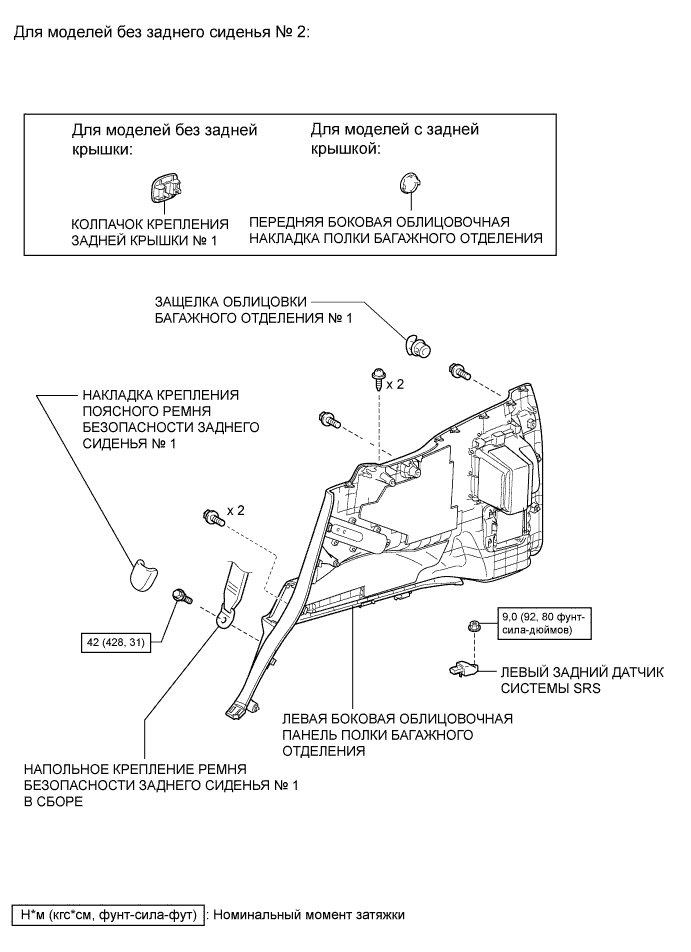 Для моделей без заднего сиденья № 2:
Для моделей без задней
крышки:
Для моделей с задней
крышкой:
КОЛПАЧОК КРЕПЛЕНИЯ
ЗАДНЕЙ КРЫШКИ № 1
ПЕРЕДНЯЯ БОКОВАЯ ОБЛИЦОВОЧНАЯ
НАКЛАДКА ПОЛКИ БАГАЖНОГО ОТДЕЛЕНИЯ
ЗАЩЕЛКА ОБЛИЦОВКИ
БАГАЖНОГО ОТДЕЛЕНИЯ № 1
x 2
НАКЛАДКА КРЕПЛЕНИЯ
ПОЯСНОГО РЕМНЯ
БЕЗОПАСНОСТИ ЗАДНЕГО
СИДЕНЬЯ № 1
x 2
42 (428, 31)
9,0 (92, 80 фунт-
сила-дюймов)
ЛЕВЫЙ ЗАДНИЙ ДАТЧИК
СИСТЕМЫ SRS
ЛЕВАЯ БОКОВАЯ ОБЛИЦОВОЧНАЯ
ПАНЕЛЬ ПОЛКИ БАГАЖНОГО
ОТДЕЛЕНИЯ
НАПОЛЬНОЕ КРЕПЛЕНИЕ РЕМНЯ
БЕЗОПАСНОСТИ ЗАДНЕГО СИДЕНЬЯ № 1
В СБОРЕ
Н*м (кгс*см, фунт-сила-фут) : Номинальный момент затяжки